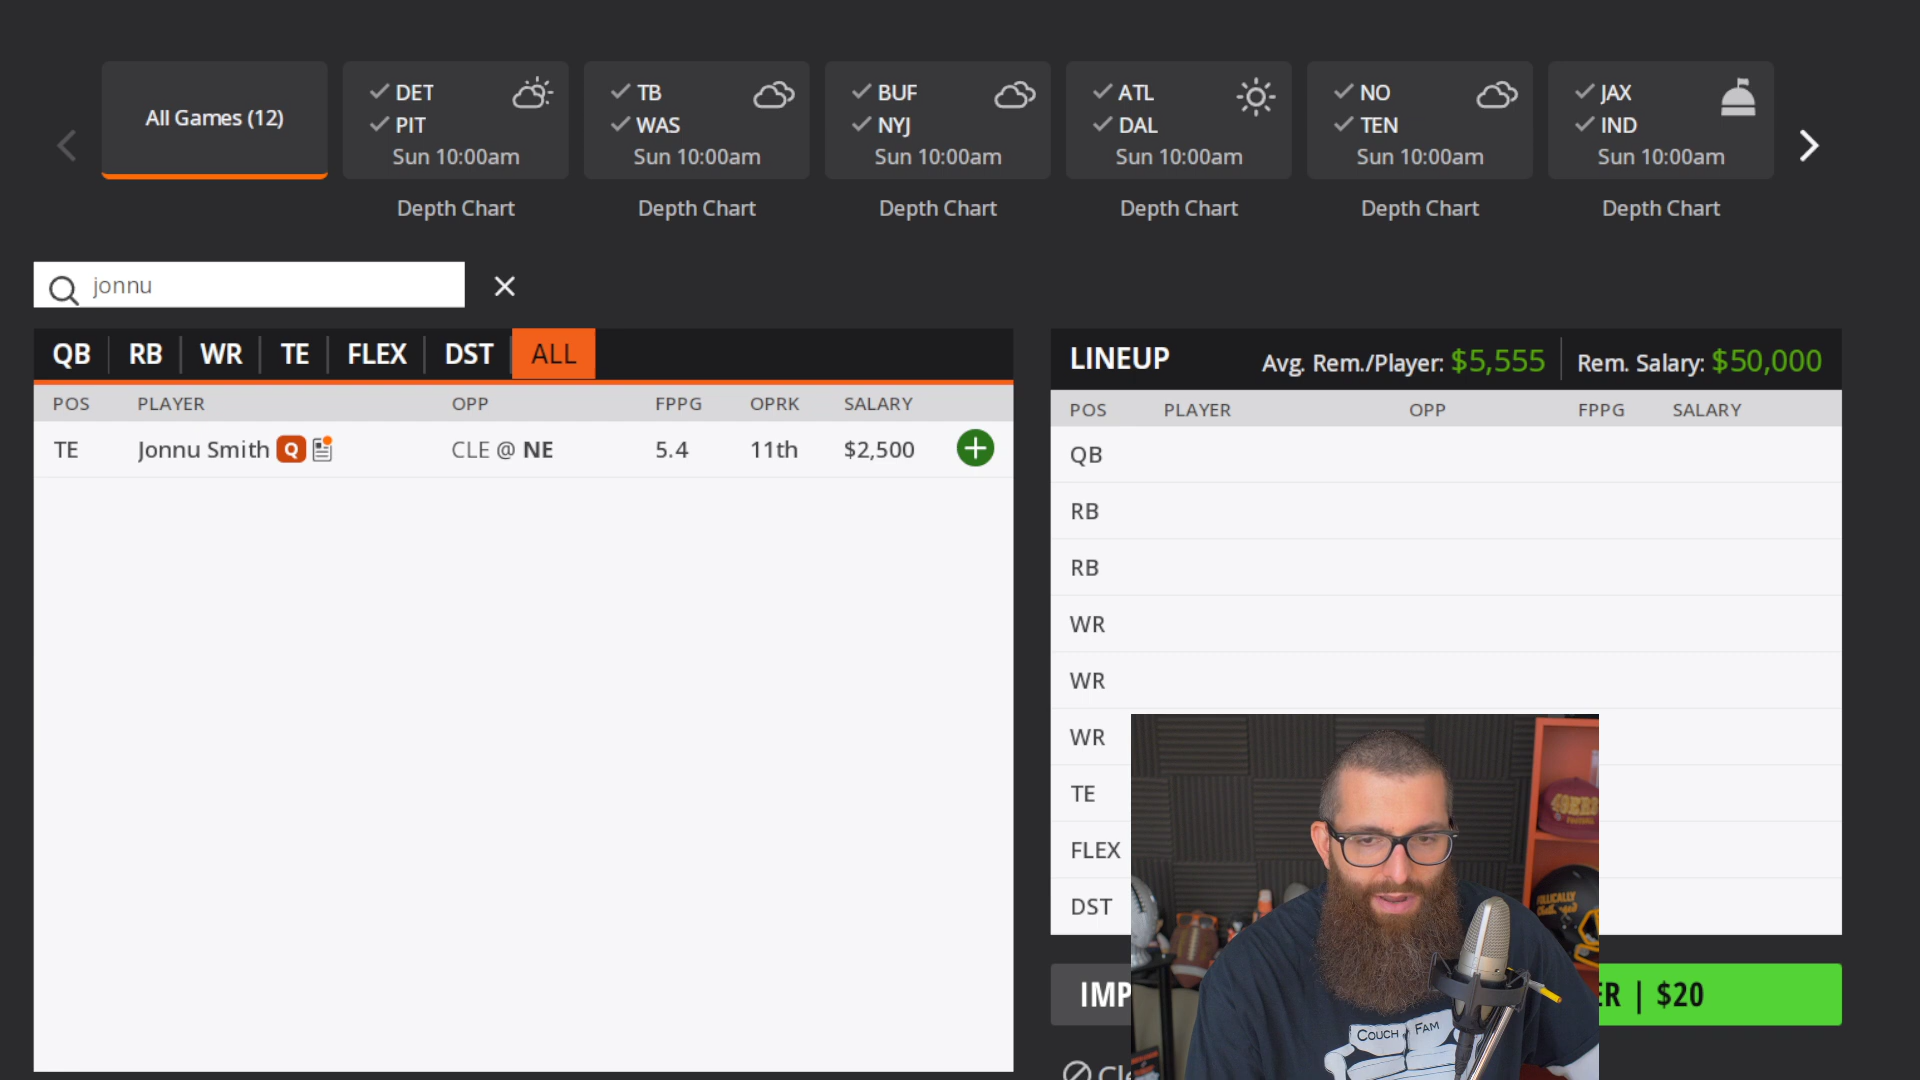 All Games (12)
DET
PIT
Sun 10:00am
Depth Chart
TB
WAS
Sun 10:00am
Depth Chart
BUF
NYJ
Sun 10:00am
Depth Chart
ATL
DAL
Sun 10:00am
Depth Chart
NO
TEN
Sun 10:00am
Depth Chart
JAX
IND
Sun 10:00am
Depth Chart
jonnu
QB RB WR TE FLEX DST ALL
POS PLAYER OPP FPPG OPRK SALARY
TE Jonnu Smith Q CLE @ NE 5.4 11th $2,500
LINEUP Avg. Rem./Player: $5,555 Rem. Salary: $50,000
POS PLAYER OPP FPPG SALARY
QB
RB
RB
WR
WR
WR
TE
FLEX
DST
49ERS
FOOTBALL
COUCH FAM
IMP
ER | $20